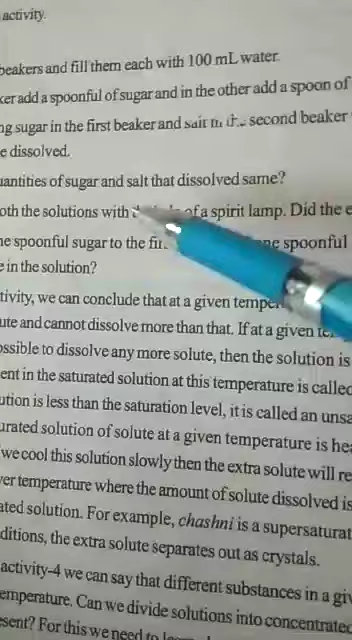 activity.
beakers and fill them each with 100 mL water.
ker add a spoonful of sugar and in the other add a spoon of
ng sugar in the first beaker and salt in the second beaker
e dissolved.
uantities of sugar and salt that dissolved same?
oth the solutions with of a spirit lamp. Did the e
ne spoonful sugar to the spoonful
e in the solution?
tivity, we can conclude that at a given
ute and cannot dissolve more than that. If at a given
ossible to dissolve any more solute, then the solution is
ent in the saturated solution at this temperature is called
ution is less than the saturation level, it is called an unsa
urated solution of solute at a given temperature is hea
we cool this solution slowly then the extra solute will re
er temperature where the amount of solute dissolved is
ated solution. For example, chashni is a supersaturat
ditions, the extra solute separates out as crystals.
activity-4 we can say that different substances in a giv
emperature. Can we divide solutions into concentrated
esent? For this we need to